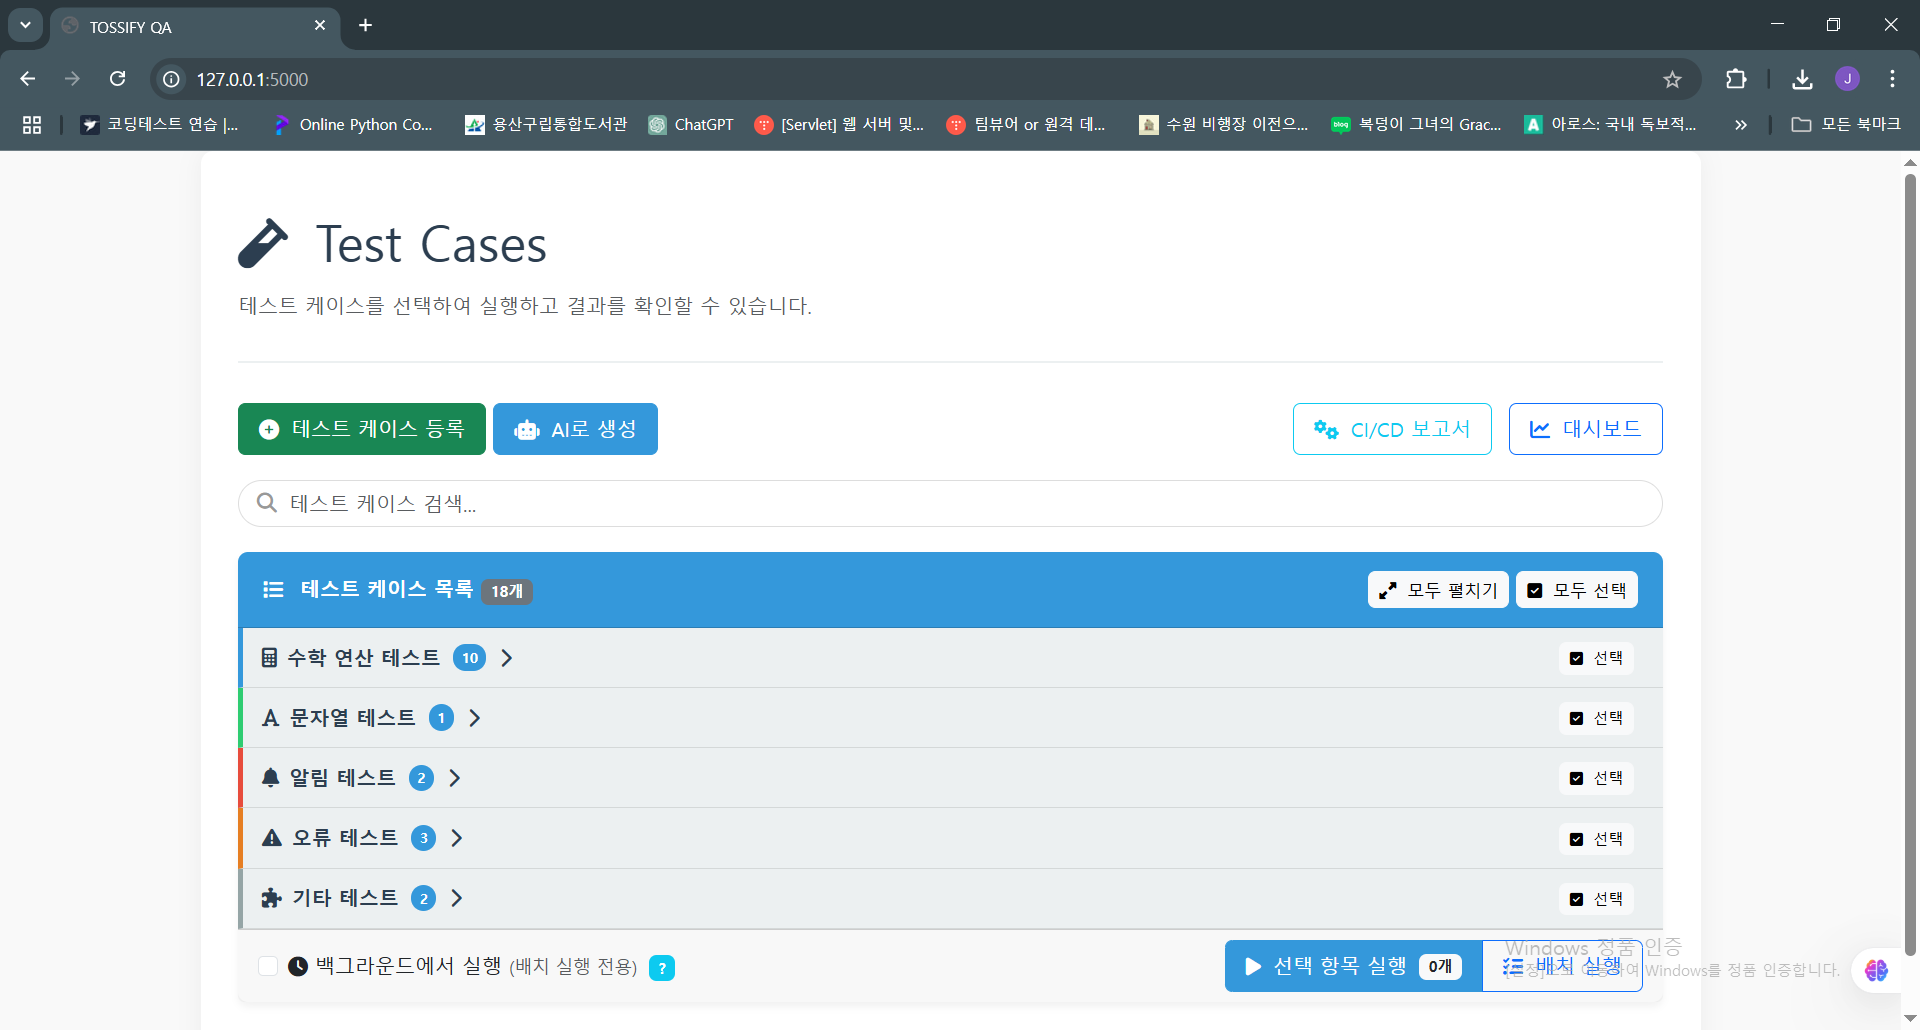 TOSSIFY QA
127.0.0.1:5000
J
코딩테스트 연습 |...
Online Python Co...
용산구립통합도서관
ChatGPT
[Servlet] 웹 서버 및...
팀뷰어 or 원격 데...
수원 비행장 이전으...
blog
복덩이 그녀의 Grac...
A
아로스: 국내 독보적...
모든 북마크
Test Cases
테스트 케이스를 선택하여 실행하고 결과를 확인할 수 있습니다.
테스트 케이스 등록
AI로 생성
CI/CD 보고서
대시보드
테스트 케이스 검색...
테스트 케이스 목록 18개
모두 펼치기
모두 선택
수학 연산 테스트 10
선택
A 문자열 테스트 1
선택
알림 테스트 2
선택
오류 테스트 3
선택
기타 테스트 2
선택
백그라운드에서 실행 (배치 실행 전용) ?
선택 항목 실행 0개
배치 실행
Windows 정품 인증
[설정]으로 이동하여 Windows를 정품 인증합니다.